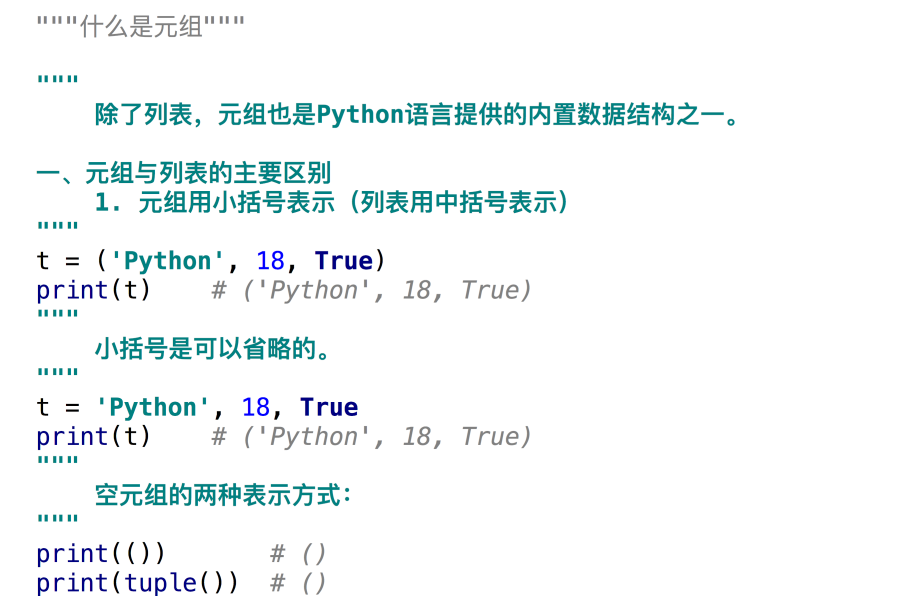 """什么是元组"""
"""
除了列表，元组也是Python语言提供的内置数据结构之一。
一、元组与列表的主要区别
1. 元组用小括号表示（列表用中括号表示）
"""
t = ('Python', 18, True)
print(t)    # ('Python', 18, True)
"""
小括号是可以省略的。
"""
t = 'Python', 18, True
print(t)    # ('Python', 18, True)
"""
空元组的两种表示方式：
"""
print(())       # ()
print(tuple())  # ()